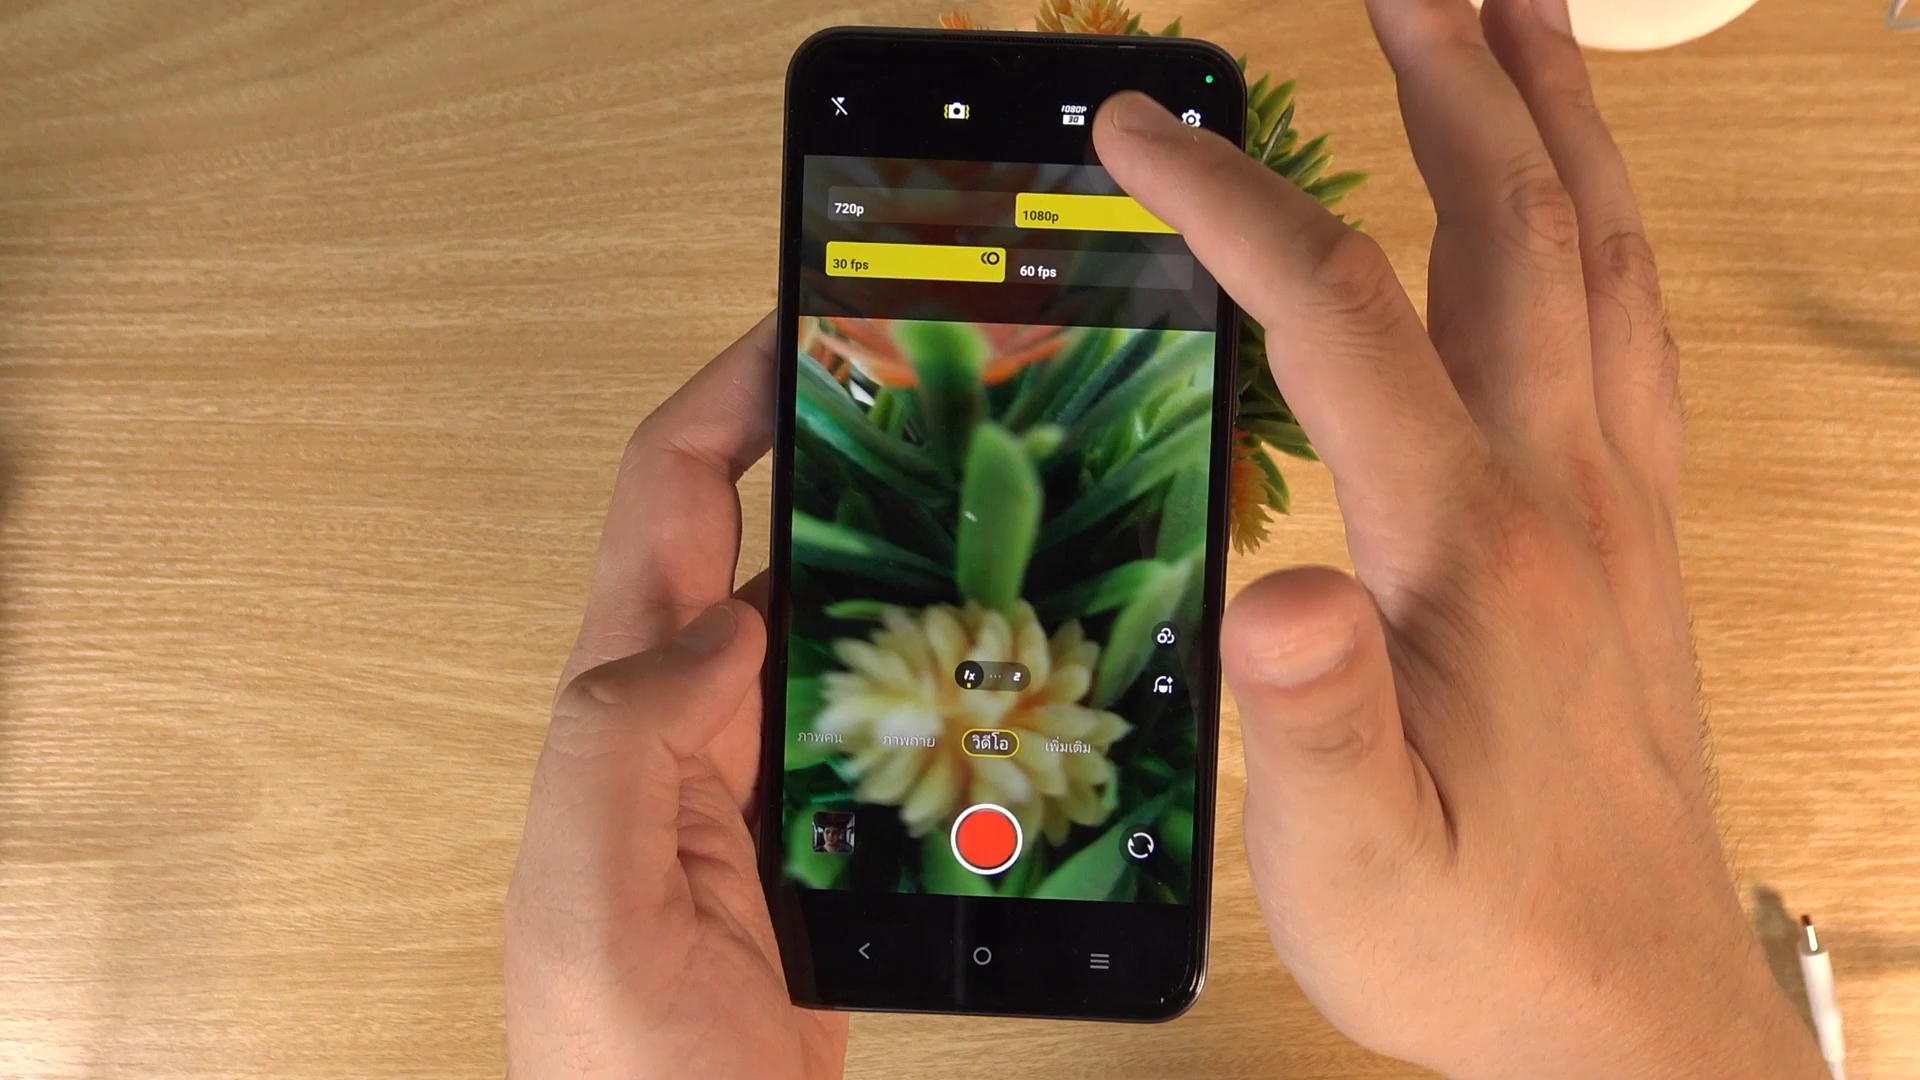 1080P
30
720p 1080p
30 fps 60 fps
1x 2
ภาพคน ภาพถ่าย วิดีโอ เพิ่มเติม